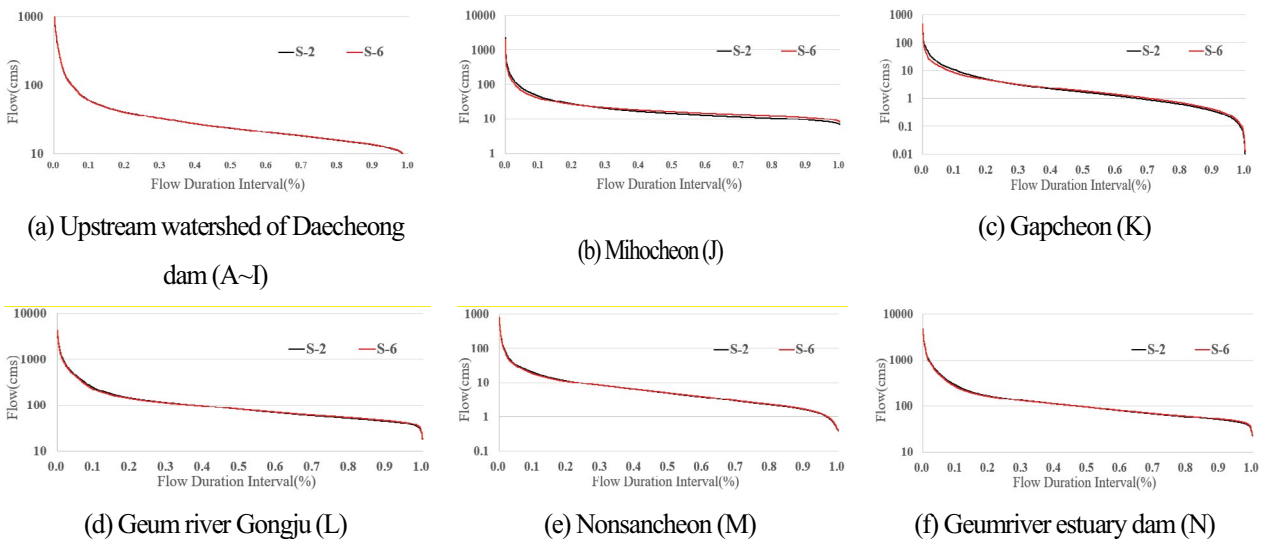 1000
100
10
Flow(cms)
S-2
S-6
0.0 0.1 0.2 0.3 0.4 0.5 0.6 0.7 0.8 0.9 1.0
Flow Duration Interval(%)
(a) Upstream watershed of Daecheong
dam (A~I)
10000
1000
100
10
1
Flow(cms)
S-2
S-6
0.0 0.1 0.2 0.3 0.4 0.5 0.6 0.7 0.8 0.9 1.0
Flow Duration Interval(%)
(b) Mihocheon (J)
1000
100
10
1
0.1
0.01
Flow(cms)
S-2
S-6
0.0 0.1 0.2 0.3 0.4 0.5 0.6 0.7 0.8 0.9 1.0
Flow Duration Interval(%)
(c) Gapcheon (K)
10000
1000
100
10
Flow(cms)
S-2
S-6
0.0 0.1 0.2 0.3 0.4 0.5 0.6 0.7 0.8 0.9 1.0
Flow Duration Interval(%)
(d) Geum river Gongju (L)
1000
100
10
1
0.1
Flow(cms)
S-2
S-6
0.0 0.1 0.2 0.3 0.4 0.5 0.6 0.7 0.8 0.9 1.0
Flow Duration Interval(%)
(e) Nonsancheon (M)
10000
1000
100
10
Flow(cms)
S-2
S-6
0.0 0.1 0.2 0.3 0.4 0.5 0.6 0.7 0.8 0.9 1.0
Flow Duration Interval(%)
(f) Geumriver estuary dam (N)